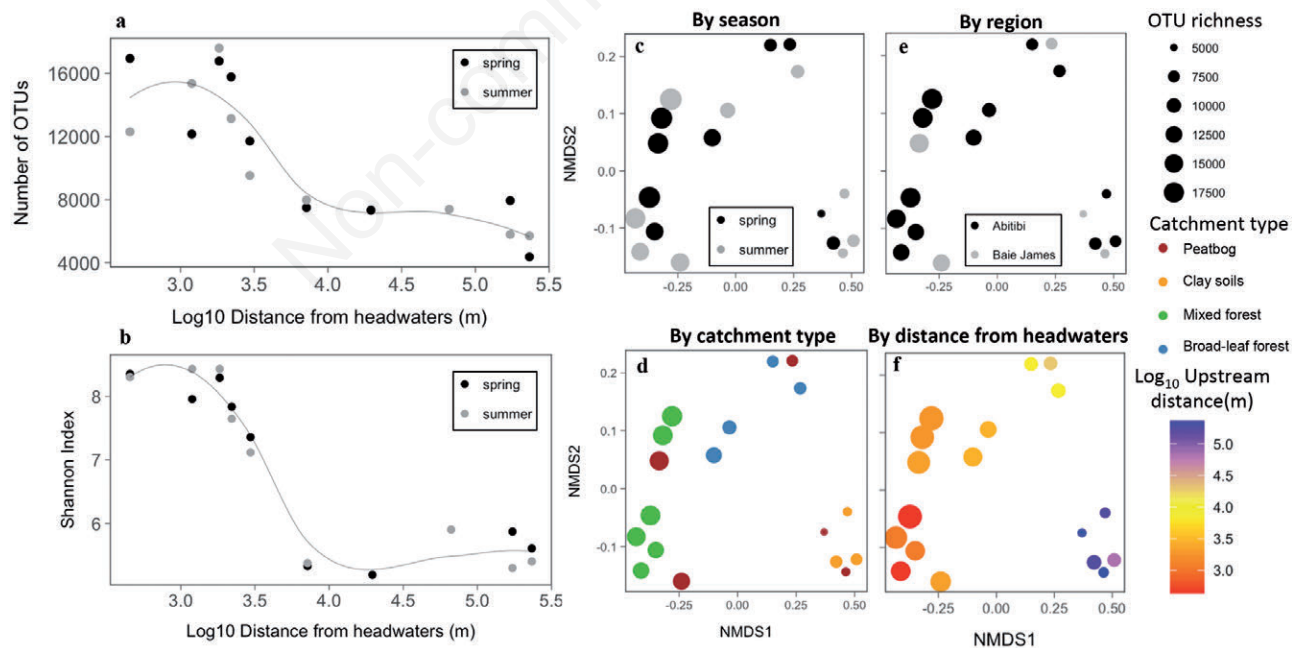 a
16000
12000
8000
4000
Number of OTUs
spring
summer
3.0 3.5 4.0 4.5 5.0 5.5
Log10 Distance from headwaters (m)
b
8
7
6
Shannon Index
spring
summer
3.0 3.5 4.0 4.5 5.0 5.5
Log10 Distance from headwaters (m)
Non-comm
By season
c
0.2
0.1
0.0
-0.1
NMDS2
spring
summer
-0.25 0.00 0.25 0.50
By region
e
Abitibi
Baie James
-0.25 0.00 0.25 0.50
By catchment type
d
0.2
0.1
0.0
-0.1
NMDS2
-0.25 0.00 0.25 0.50
NMDS1
By distance from headwaters
f
-0.25 0.00 0.25 0.50
NMDS1
OTU richness
5000
7500
10000
12500
15000
17500
Catchment type
Peatbog
Clay soils
Mixed forest
Broad-leaf forest
Log10 Upstream
distance(m)
5.0
4.5
4.0
3.5
3.0